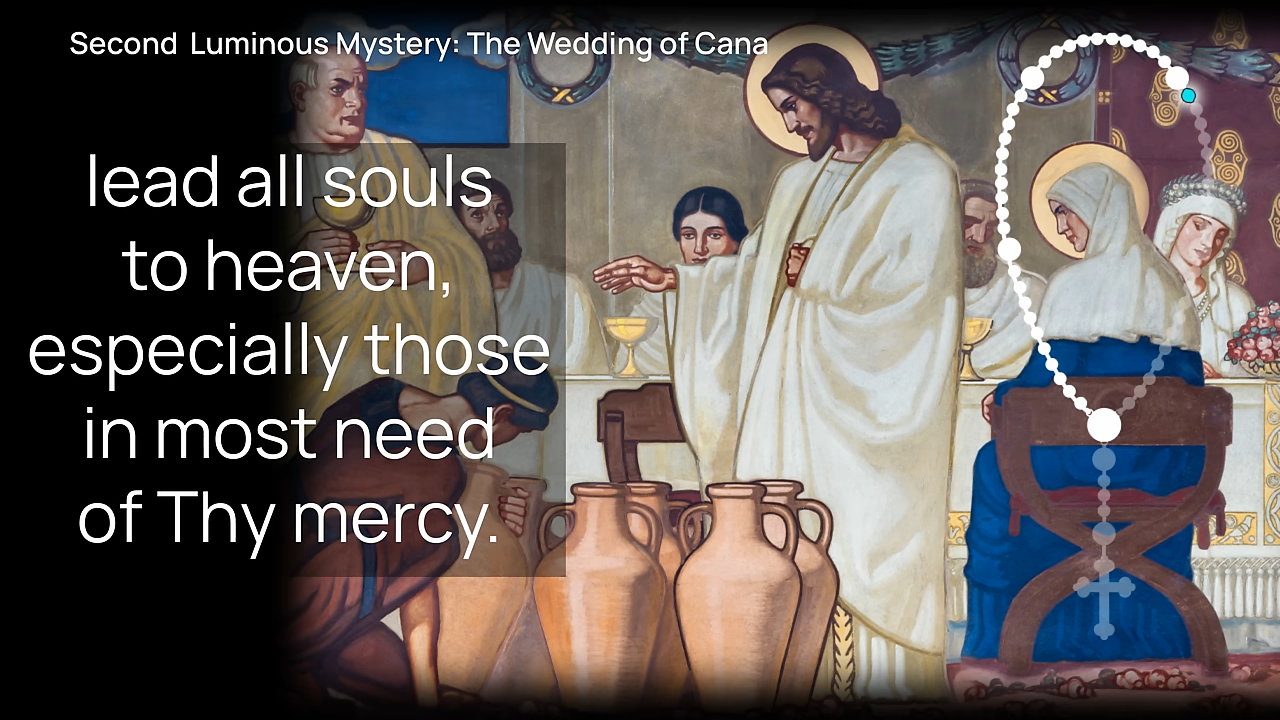 Second Luminous Mystery: The Wedding of Cana
lead all souls
to heaven,
especially those
in most need
of Thy mercy.